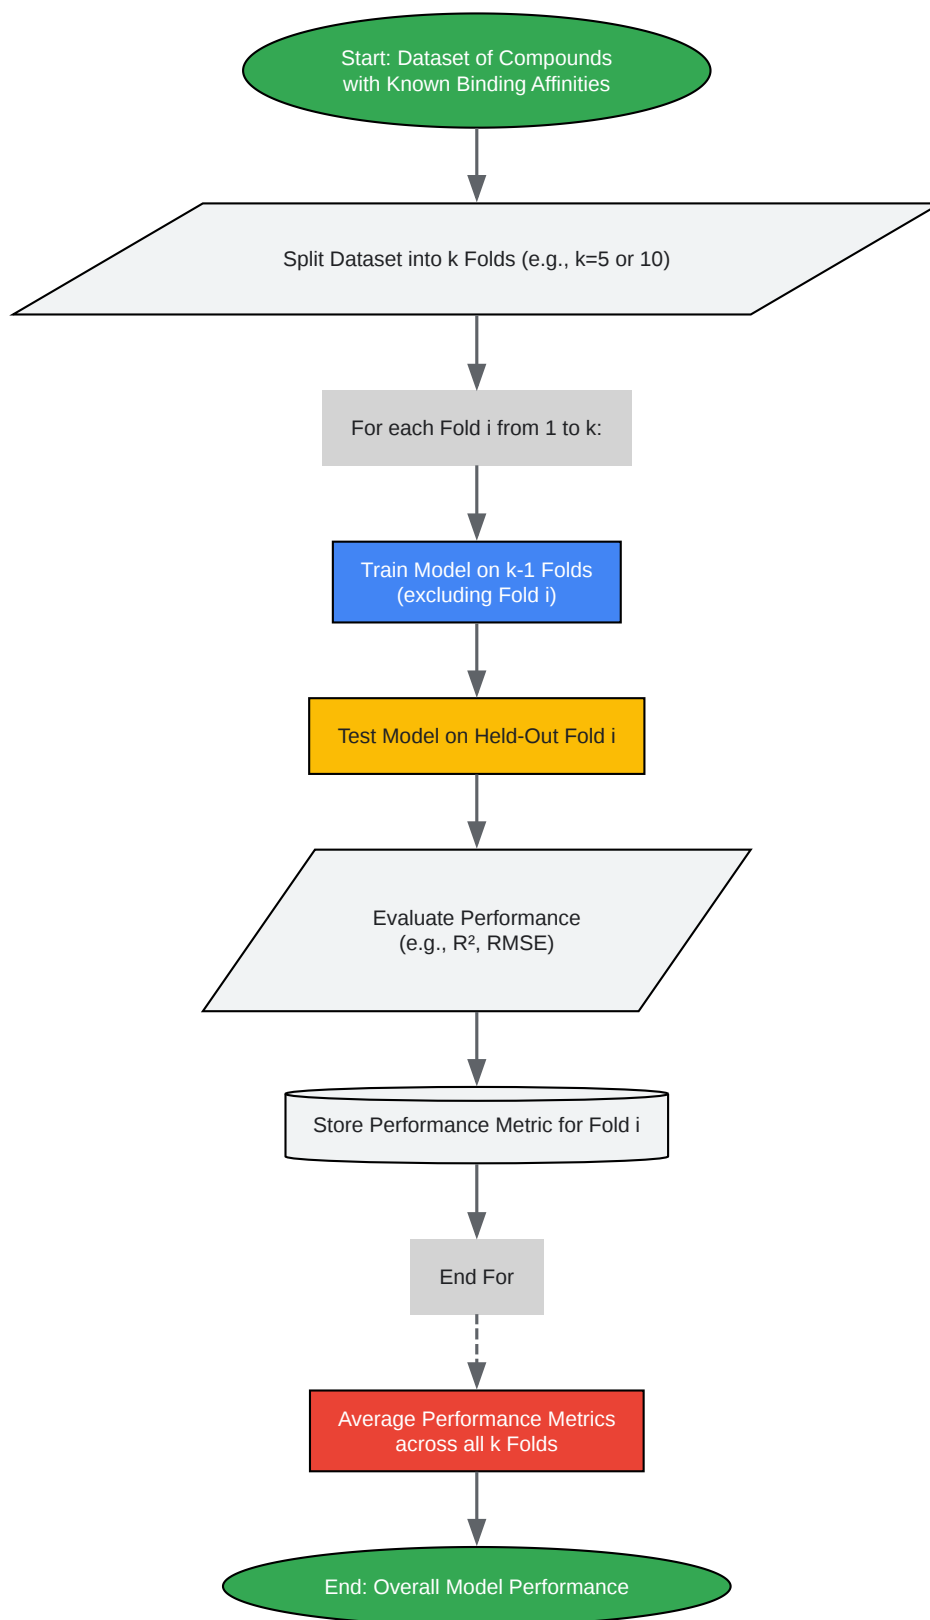 Start: Dataset of Compounds
with Known Binding Affinities
Split Dataset into k Folds (e.g., k=5 or 10)
For each Fold i from 1 to k:
Train Model on k-1 Folds
(excluding Fold i)
Test Model on Held-Out Fold i
Evaluate Performance
(e.g., R², RMSE)
Store Performance Metric for Fold i
End For
Average Performance Metrics
across all k Folds
End: Overall Model Performance